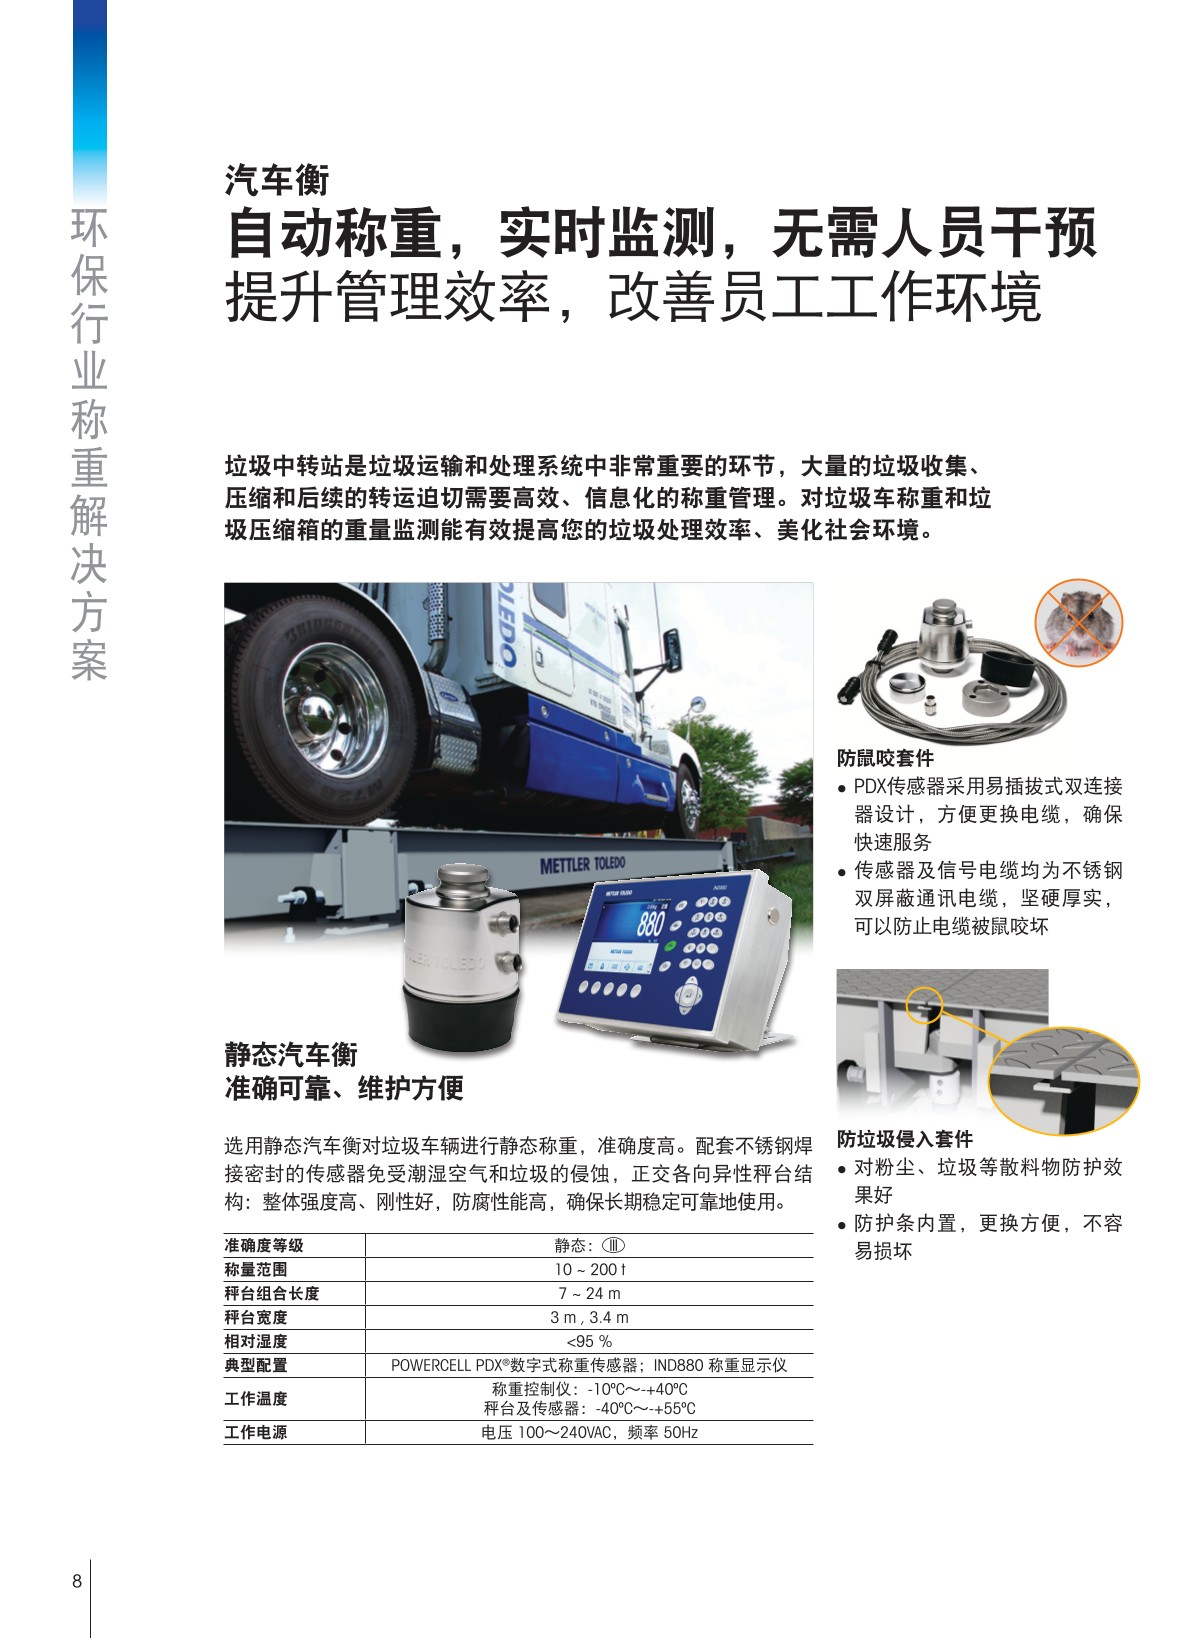 环保行业称重解决方案
汽车衡
自动称重，实时监测，无需人员干预
提升管理效率，改善员工工作环境
垃圾中转站是垃圾运输和处理系统中非常重要的环节，大量的垃圾收集、
压缩和后续的转运迫切需要高效、信息化的称重管理。对垃圾车称重和垃
圾压缩箱的重量监测能有效提高您的垃圾处理效率、美化社会环境。
OLEDO
METTLER TOLEDO
METTLER TOLEDO
880
静态汽车衡
准确可靠、维护方便
选用静态汽车衡对垃圾车辆进行静态称重，准确度高。配套不锈钢焊
接密封的传感器免受潮湿空气和垃圾的侵蚀，正交各向异性秤台结
构：整体强度高、刚性好，防腐性能高，确保长期稳定可靠地使用。
准确度等级 静态：Ⅲ
称量范围 10 ~ 200 t
秤台组合长度 7 ~ 24 m
秤台宽度 3 m , 3.4 m
相对湿度 <95 %
典型配置 POWERCELL PDX®数字式称重传感器；IND880 称重显示仪
工作温度 称重控制仪：-10ºC～-+40ºC
秤台及传感器：-40ºC～-+55ºC
工作电源 电压 100～240VAC，频率 50Hz
防鼠咬套件
● PDX传感器采用易插拔式双连接
器设计，方便更换电缆，确保
快速服务
● 传感器及信号电缆均为不锈钢
双屏蔽通讯电缆，坚硬厚实，
可以防止电缆被鼠咬坏
防垃圾侵入套件
● 对粉尘、垃圾等散料物防护效
果好
● 防护条内置，更换方便，不容
易损坏
8